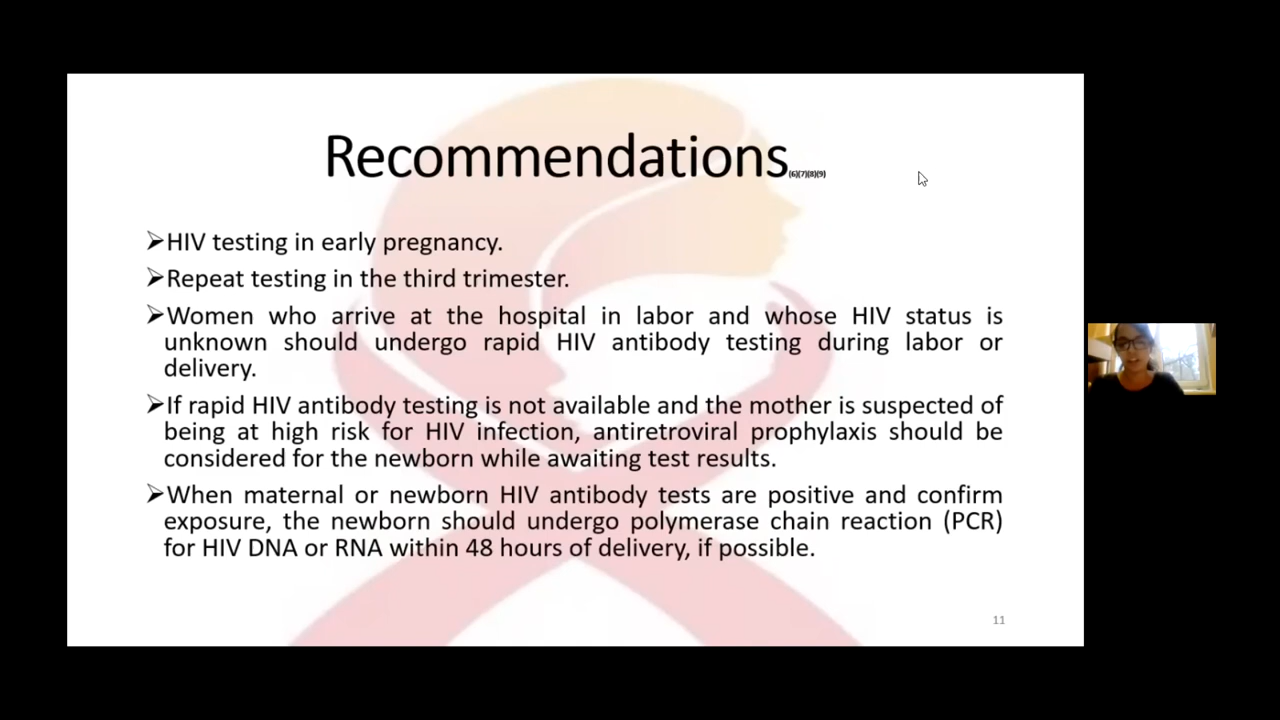 Recommendations(6)(7)(8)(9)
➢HIV testing in early pregnancy.
➢Repeat testing in the third trimester.
➢Women who arrive at the hospital in labor and whose HIV status is
unknown should undergo rapid HIV antibody testing during labor or
delivery.
➢If rapid HIV antibody testing is not available and the mother is suspected of
being at high risk for HIV infection, antiretroviral prophylaxis should be
considered for the newborn while awaiting test results.
➢When maternal or newborn HIV antibody tests are positive and confirm
exposure, the newborn should undergo polymerase chain reaction (PCR)
for HIV DNA or RNA within 48 hours of delivery, if possible.
11